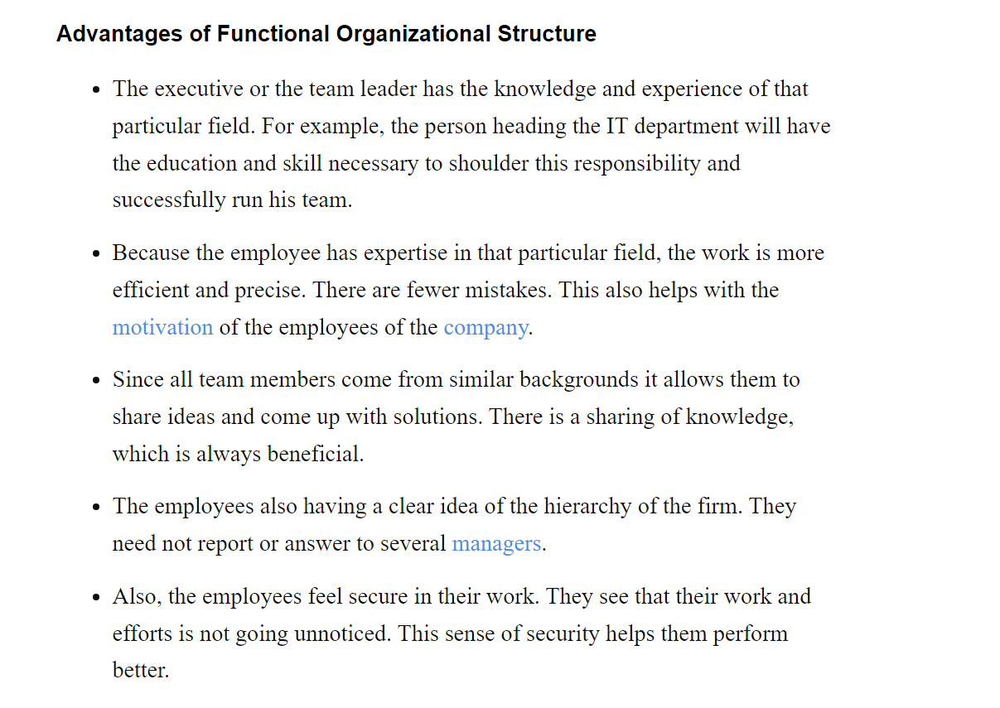 Advantages of Functional Organizational Structure
The executive or the team leader has the knowledge and experience of that
particular field. For example, the person heading the IT department will have
the education and skill necessary to shoulder this responsibility and
successfully run his team.
Because the employee has expertise in that particular field, the work is more
efficient and precise. There are fewer mistakes. This also helps with the
motivation of the employees of the company.
Since all team members come from similar backgrounds it allows them to
share ideas and come up with solutions. There is a sharing of knowledge,
which is always beneficial.
The employees also having a clear idea of the hierarchy of the firm. They
need not report or answer to several managers.
Also, the employees feel secure in their work. They see that their work and
efforts is not going unnoticed. This sense of security helps them perform
better.